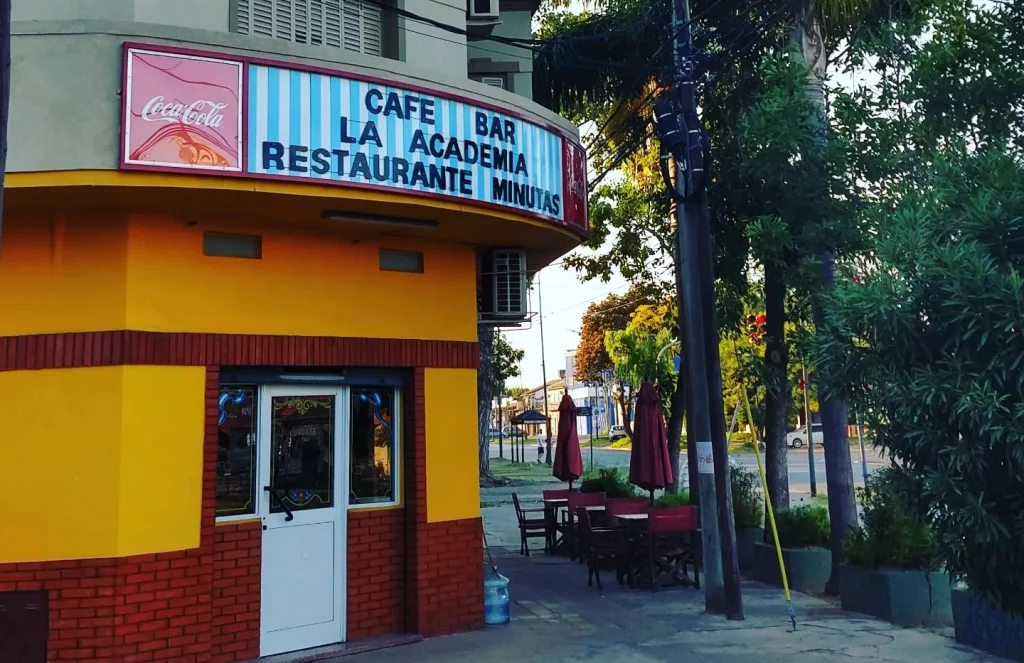 Coca-Cola
CAFE BAR
LA ACADEMIA
RESTAURANTE MINUTAS